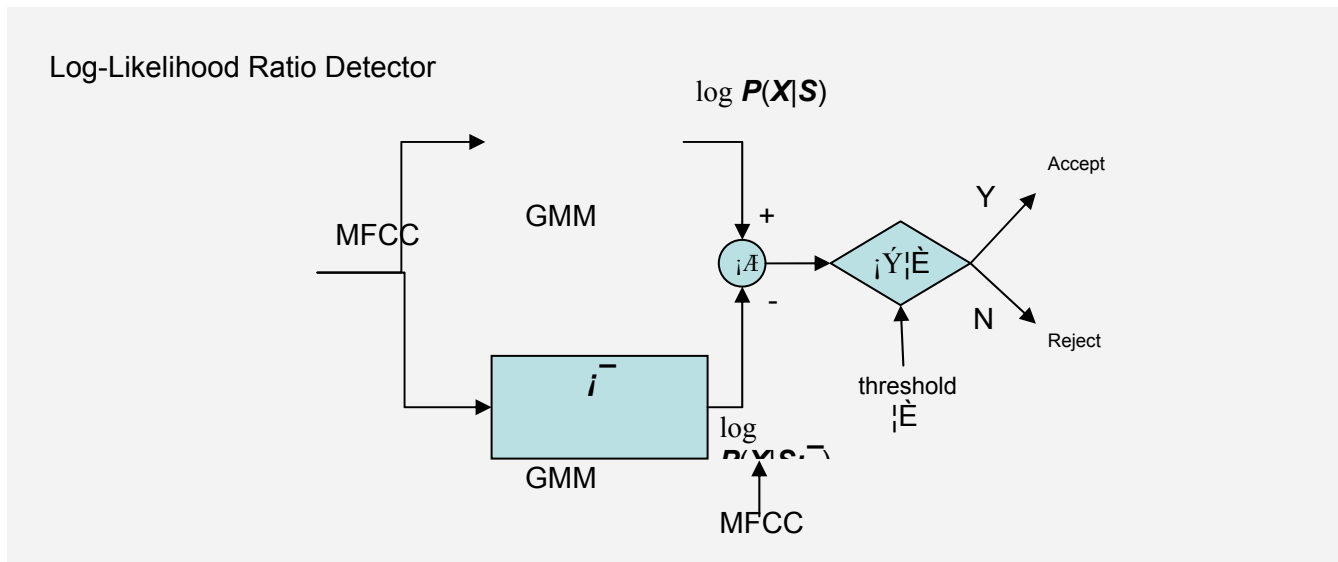 Log-Likelihood Ratio Detector
log P(X|S)
Accept
Y
GMM
+
MFCC
¡Æ
¡Ý¦È
-
N
Reject
¡¯
threshold
¦È
log
GMM
MFCC